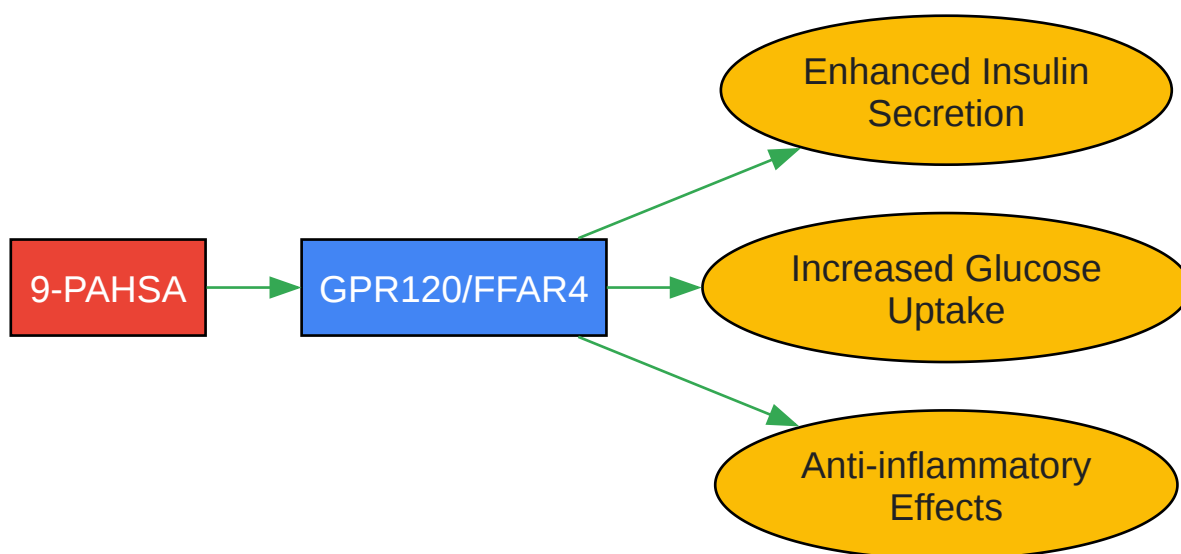 9-PAHSA
GPR120/FFAR4
Enhanced Insulin
Secretion
Increased Glucose
Uptake
Anti-inflammatory
Effects